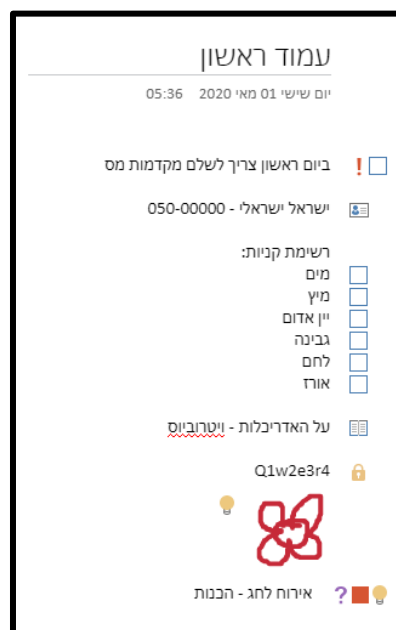 עמוד ראשון
יום שישי 01 מאי 2020 05:36
ביום ראשון צריך לשלם מקדמות מס
ישראל ישראלי - 050-00000
רשימת קניות:
מים
מיץ
יין אדום
גבינה
לחם
אורז
על האדריכלות - ויטרוביוס
Q1w2e3r4
אירוח לחג - הכנות